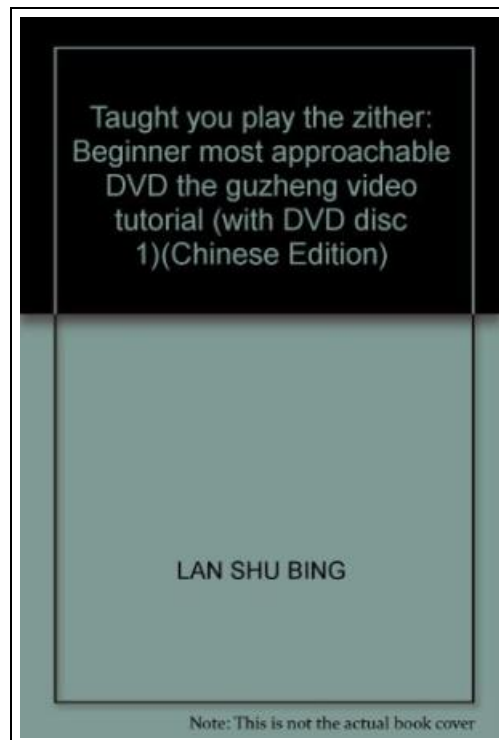 Taught you play the zither:
Beginner most approachable
DVD the guzheng video
tutorial (with DVD disc
1)(Chinese Edition)
LAN SHU BING
Note: This is not the actual book cover